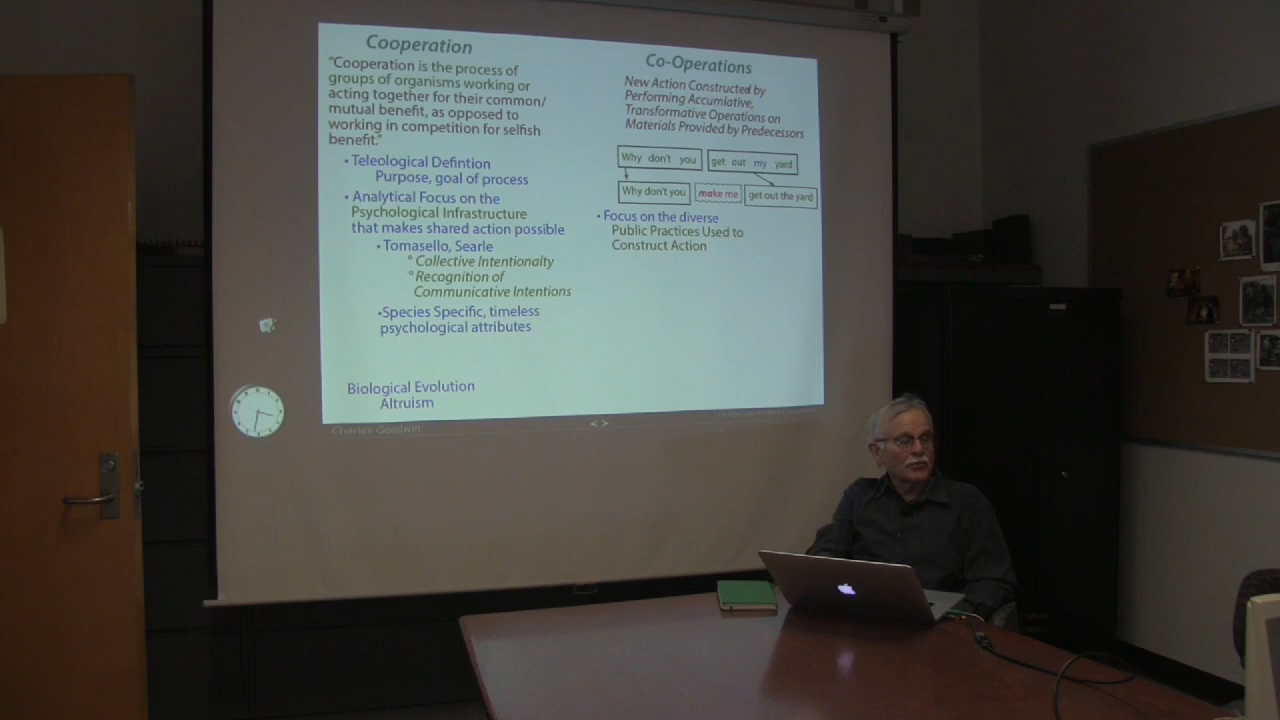 Cooperation
"Cooperation is the process of
groups of organisms working or
acting together for their common/
mutual benefit, as opposed to
working in competition for selfish
benefit."
• Teleological Defintion
Purpose, goal of process
• Analytical Focus on the
Psychological Infrastructure
that makes shared action possible
• Tomasello, Searle
° Collective Intentionalty
° Recognition of
Communicative Intentions
•Species Specific, timeless
psychological attributes
Biological Evolution
Altruism
Charles Goodwin
< >
Co-Operations
New Action Constructed by
Performing Accumlative,
Transformative Operations on
Materials Provided by Predecessors
Why don't you get out my yard
Why don't you make me get out the yard
• Focus on the diverse
Public Practices Used to
Construct Action